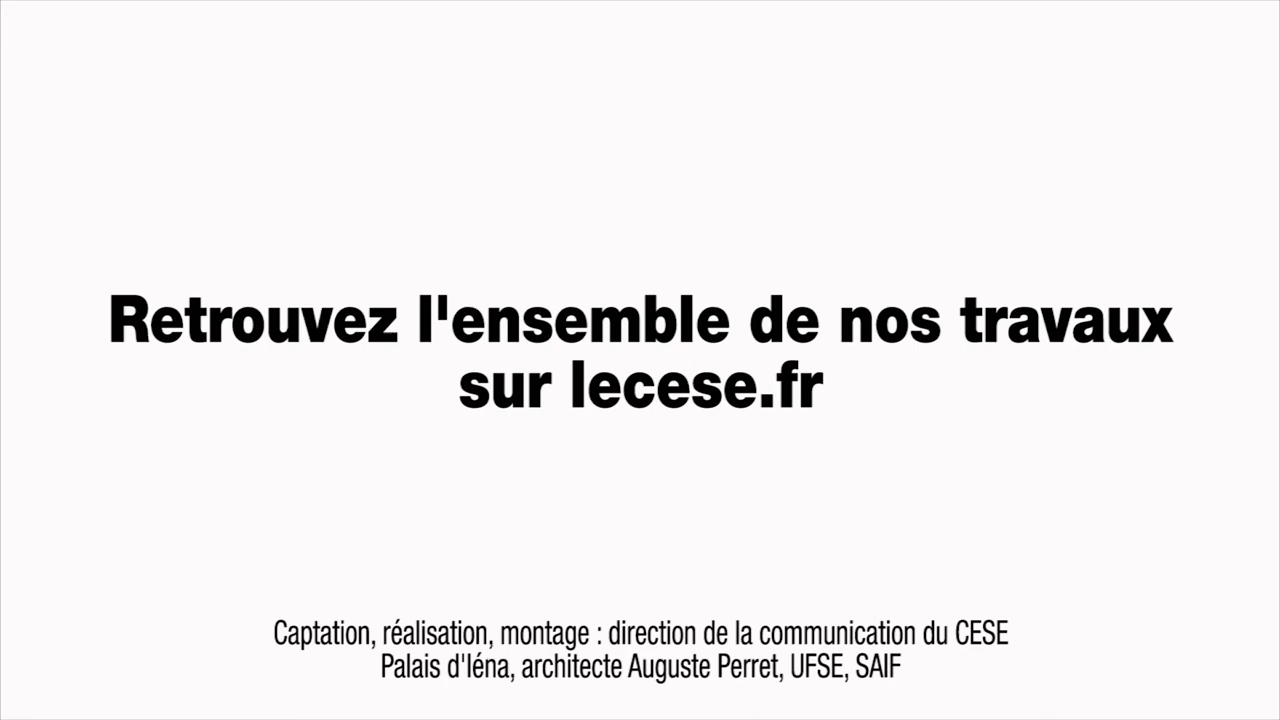 Retrouvez l'ensemble de nos travaux
sur lecese.fr
Captation, réalisation, montage : direction de la communication du CESE
Palais d'Iéna, architecte Auguste Perret, UFSE, SAIF